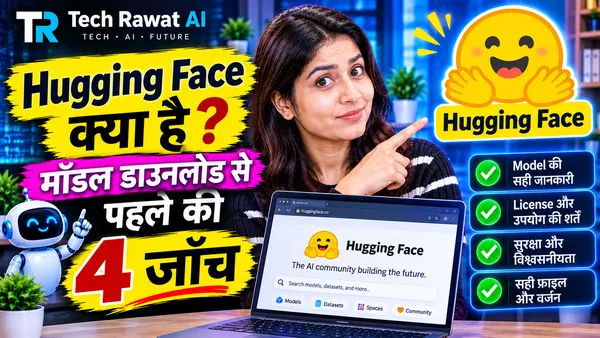 TR Tech Rawat AI
TECH • AI • FUTURE
Hugging Face
क्या है ?
मॉडल डाउनलोड से
पहले की
4 जाँच
Hugging Face
Model की
सही जानकारी
License और
उपयोग की शर्तें
सुरक्षा और
विश्वसनीयता
सही फ़ाइल
और वर्जन
huggingface.co
Hugging Face
The AI community building the future.
Search models, datasets, and more...
Models Datasets Spaces Community